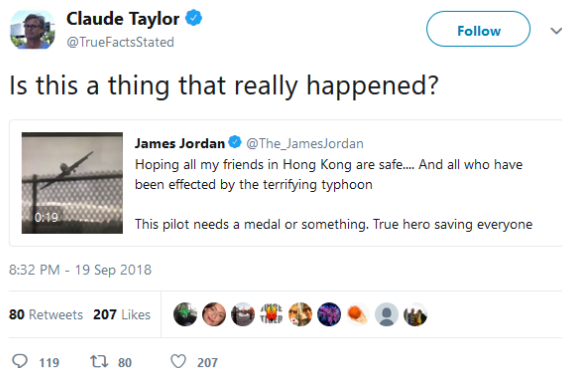 Claude Taylor
@TrueFactsStated
Follow
Is this a thing that really happened?
James Jordan @The_JamesJordan
Hoping all my friends in Hong Kong are safe.... And all who have
been effected by the terrifying typhoon
This pilot needs a medal or something. True hero saving everyone
0:19
8:32 PM - 19 Sep 2018
80 Retweets 207 Likes
119 80 207